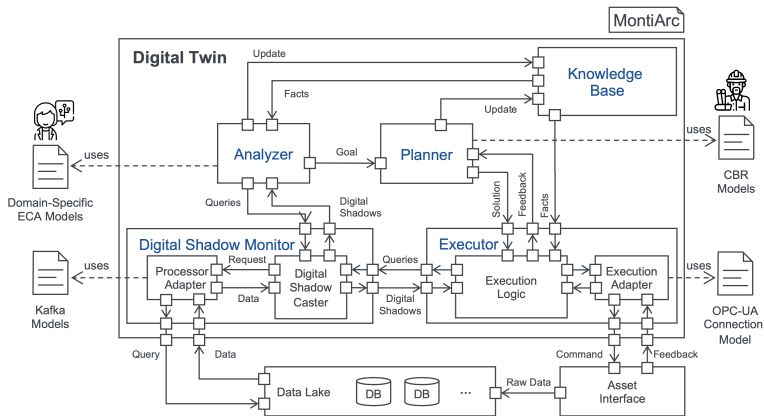 MontiArc
Digital Twin
Update
Knowledge
Base
Facts
Update
uses
Analyzer
Goal
Planner
uses
Domain-Specific
ECA Models
CBR
Models
Queries
Digital
Shadows
Solution
Feedback
Facts
Digital Shadow Monitor
Executor
uses
Processor
Adapter
Request
Data
Digital
Shadow
Caster
Queries
Digital
Shadows
Execution
Logic
Execution
Adapter
uses
Kafka
Models
OPC-UA
Connection
Model
Query
Data
Command
Feedback
Data Lake
DB
DB
...
Raw Data
Asset
Interface